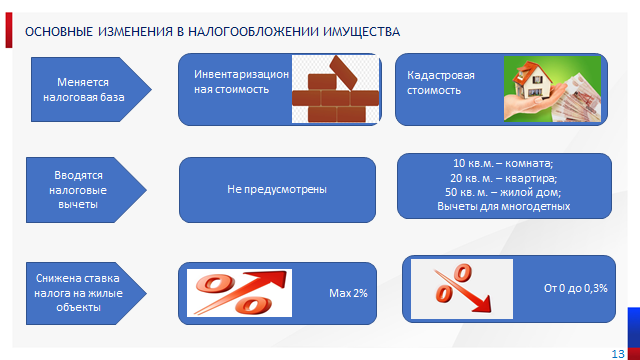 ОСНОВНЫЕ ИЗМЕНЕНИЯ В НАЛОГООБЛОЖЕНИИ ИМУЩЕСТВА
Меняется
налоговая база
Инвентаризацион
ная стоимость
Кадастровая
стоимость
Вводятся
налоговые
вычеты
Не предусмотрены
10 кв.м. – комната;
20 кв. м. – квартира;
50 кв. м. – жилой дом;
Вычеты для многодетных
Снижена ставка
налога на жилые
объекты
Мах 2%
От 0 до 0,3%
13